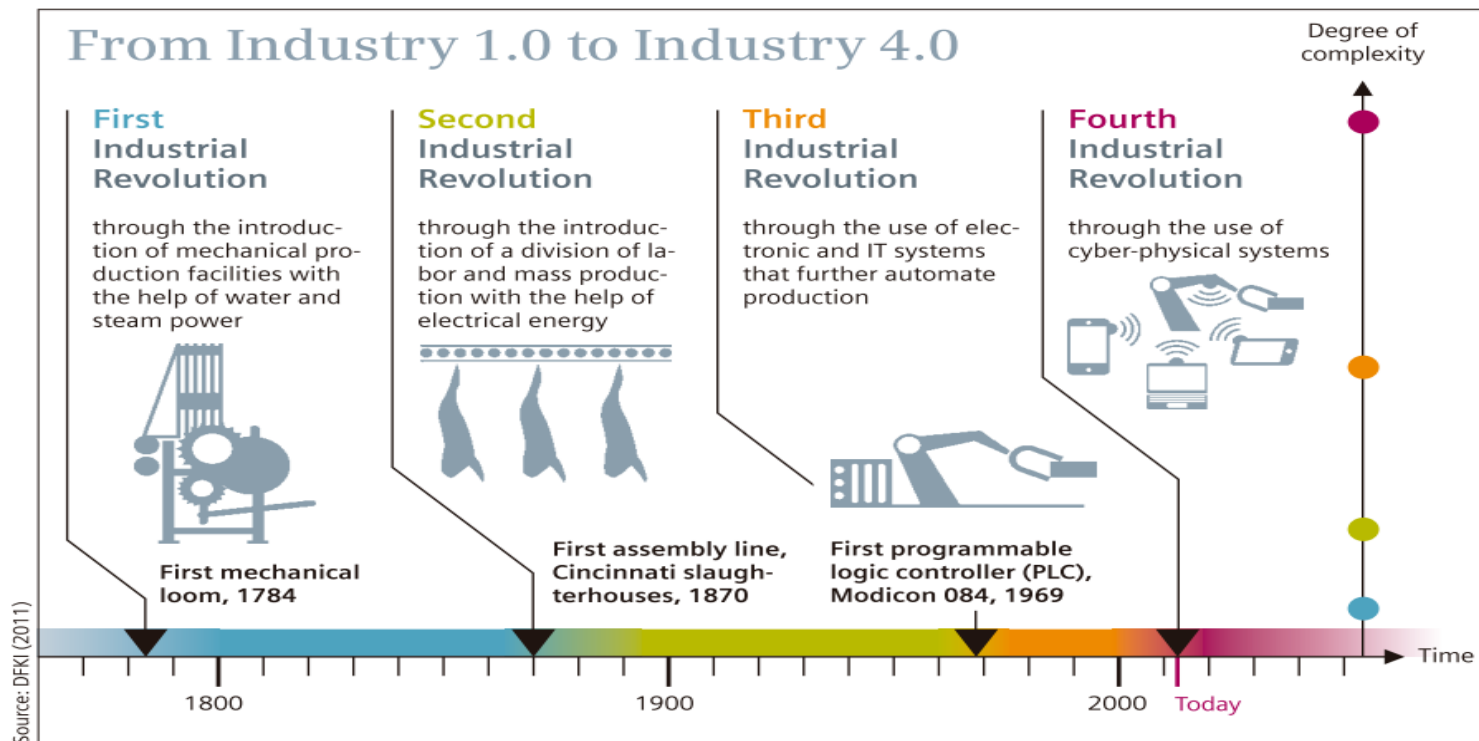 From Industry 1.0 to Industry 4.0
Degree of
complexity
First
Industrial
Revolution
through the introduc-
tion of mechanical pro-
duction facilities with
the help of water and
steam power
Second
Industrial
Revolution
through the introduc-
tion of a division of la-
bor and mass produc-
tion with the help of
electrical energy
Third
Industrial
Revolution
through the use of elec-
tronic and IT systems
that further automate
production
Fourth
Industrial
Revolution
through the use of
cyber-physical systems
First mechanical
loom, 1784
First assembly line,
Cincinnati slaugh-
terhouses, 1870
First programmable
logic controller (PLC),
Modicon 084, 1969
Time
1800
1900
2000
Today
Source: DFKI (2011)